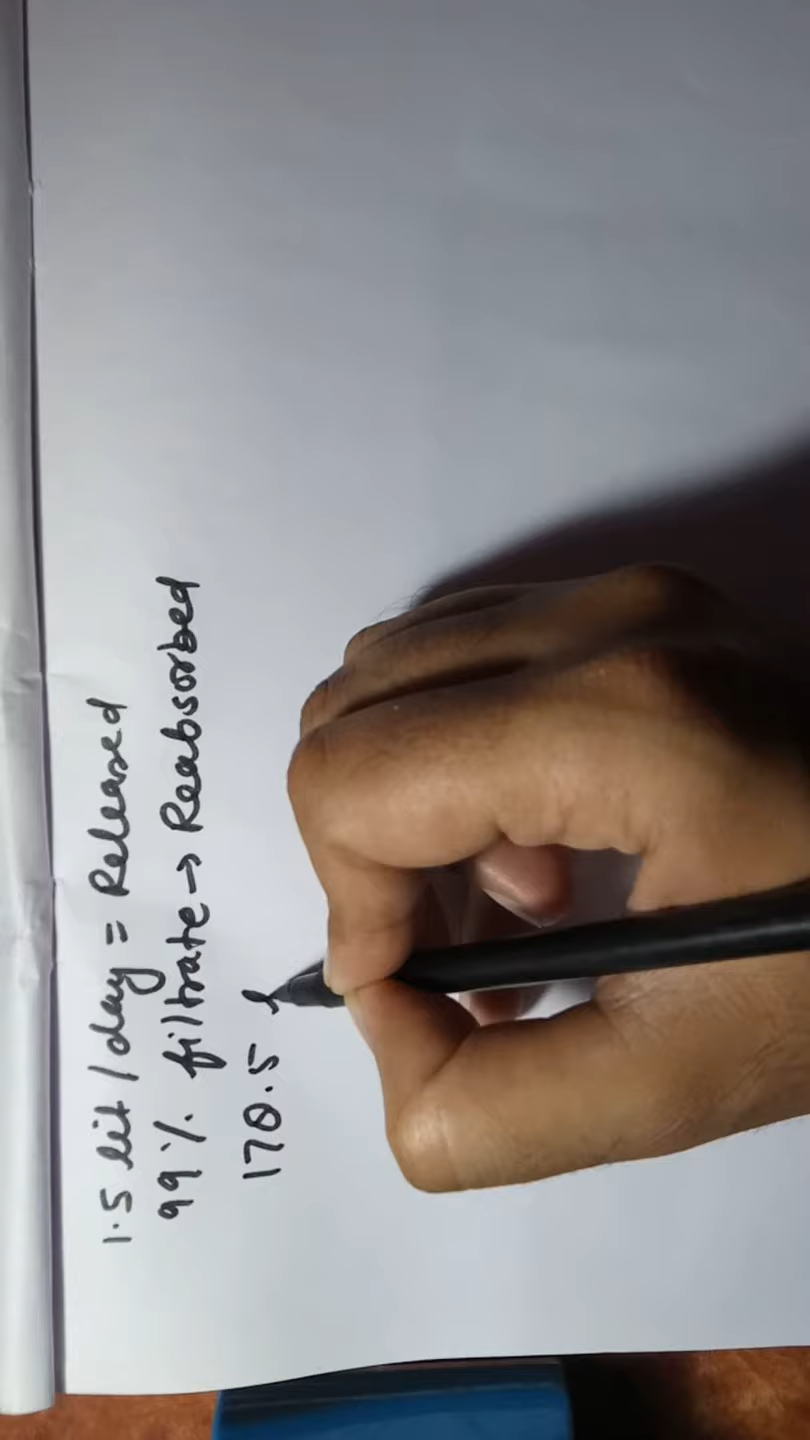 1.5 lit / day = Released
99% filtrate → Reabsorbed
170.5 l